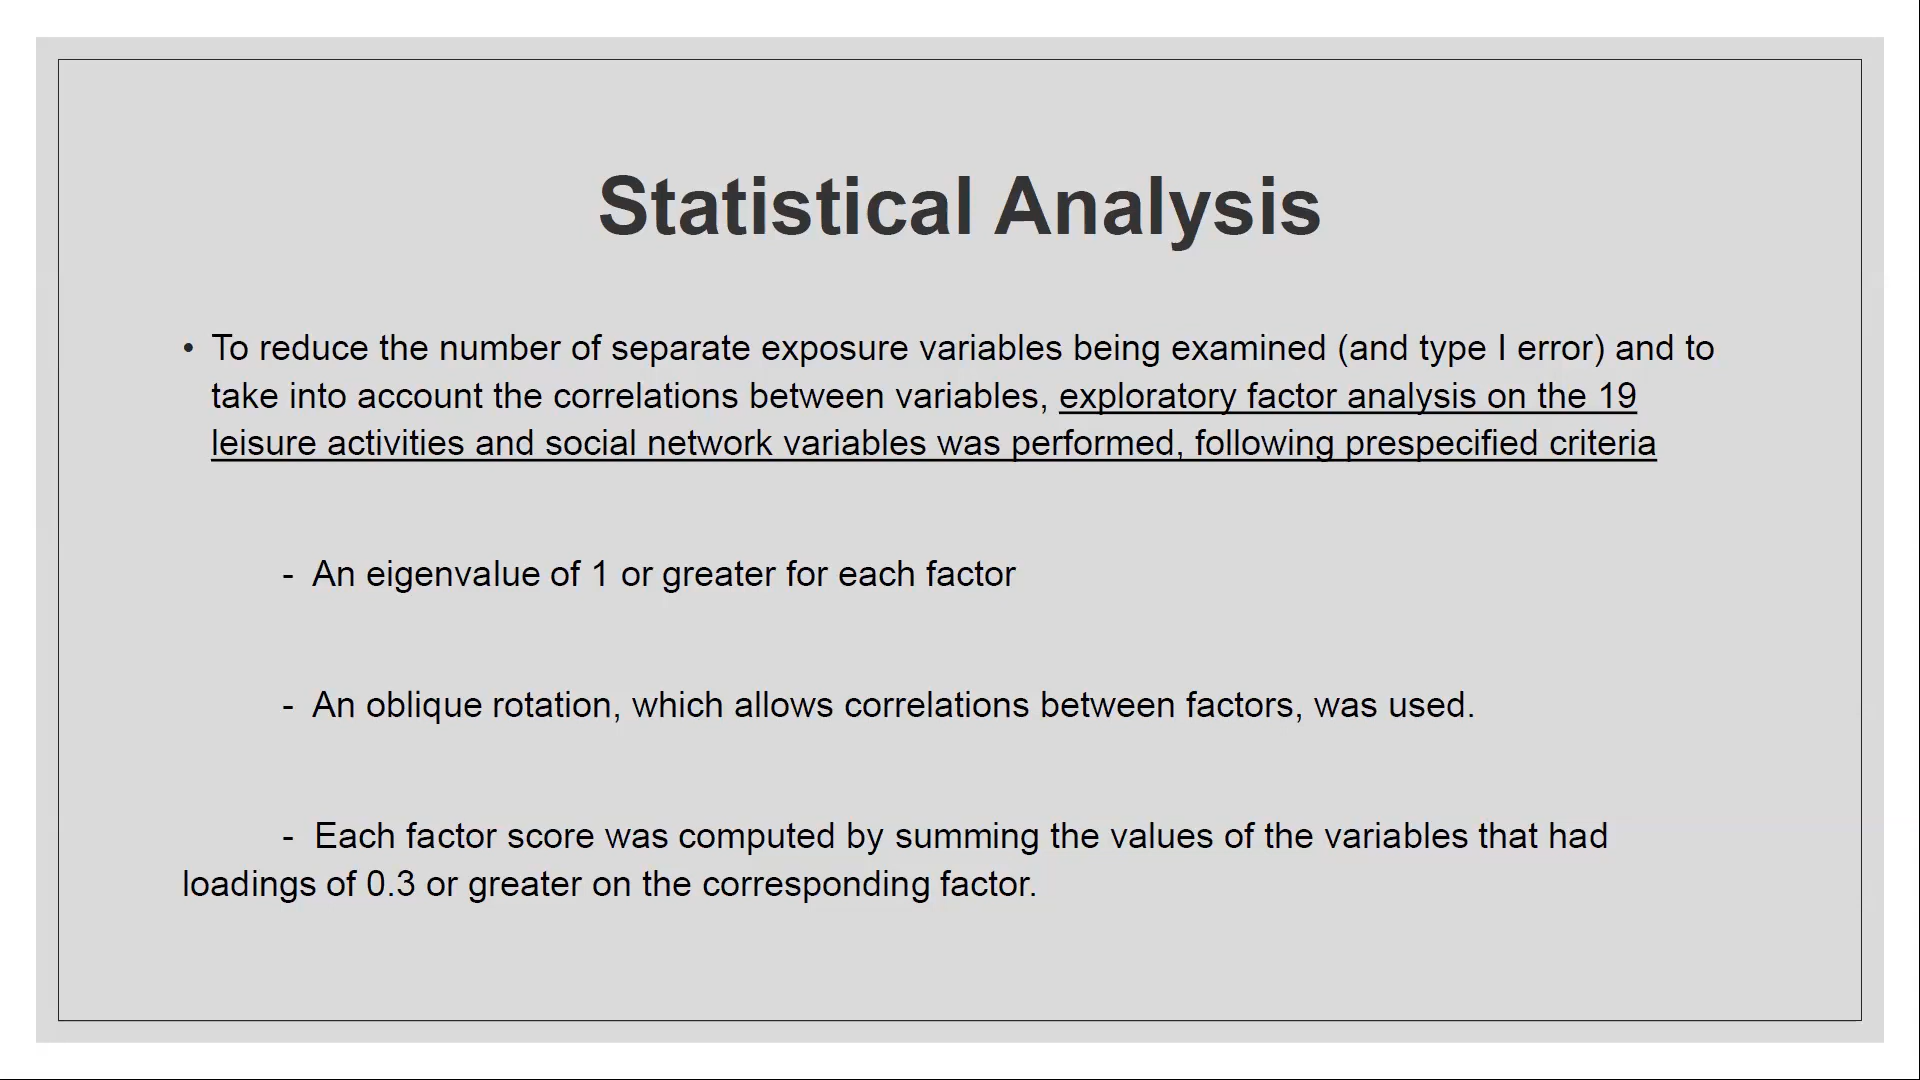 Statistical Analysis
• To reduce the number of separate exposure variables being examined (and type I error) and to
take into account the correlations between variables, exploratory factor analysis on the 19
leisure activities and social network variables was performed, following prespecified criteria
- An eigenvalue of 1 or greater for each factor
- An oblique rotation, which allows correlations between factors, was used.
- Each factor score was computed by summing the values of the variables that had
loadings of 0.3 or greater on the corresponding factor.